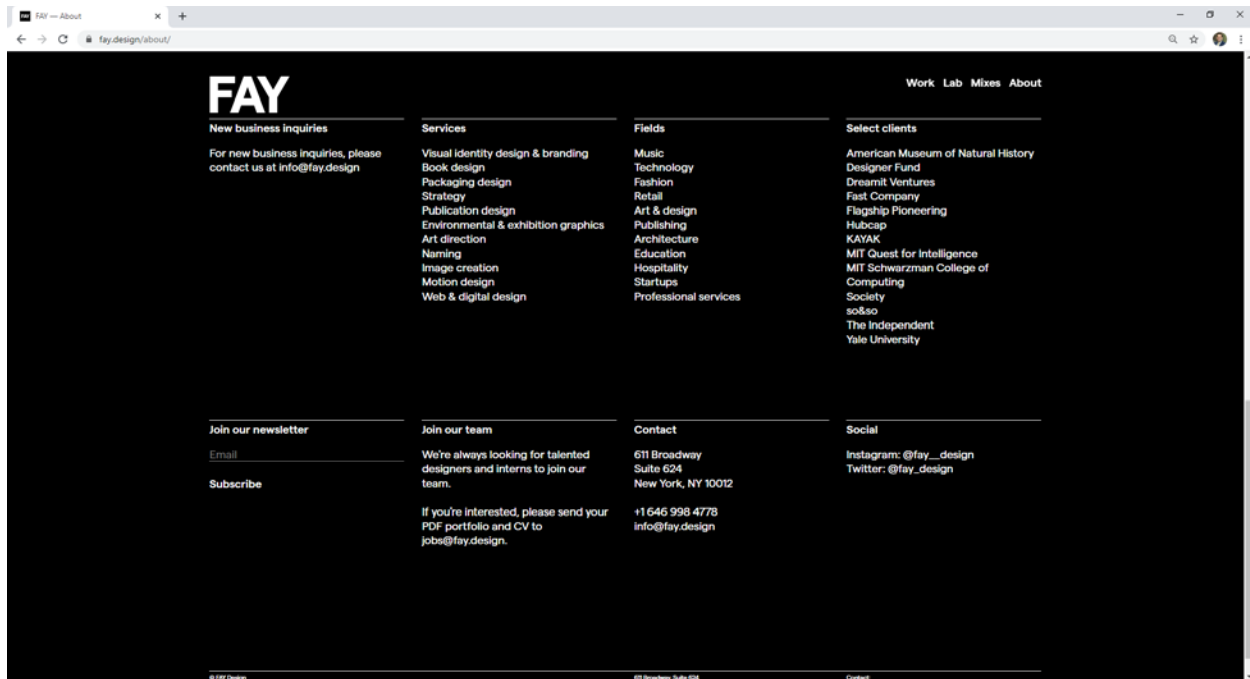 FAY — About
fay.design/about/
FAY
Work Lab Mixes About
New business inquiries
For new business inquiries, please
contact us at info@fay.design
Services
Visual identity design & branding
Book design
Packaging design
Strategy
Publication design
Environmental & exhibition graphics
Art direction
Naming
Image creation
Motion design
Web & digital design
Fields
Music
Technology
Fashion
Retail
Art & design
Publishing
Architecture
Education
Hospitality
Startups
Professional services
Select clients
American Museum of Natural History
Designer Fund
Dreamit Ventures
Fast Company
Flagship Pioneering
Hubcap
KAYAK
MIT Quest for Intelligence
MIT Schwarzman College of
Computing
Society
so&so
The Independent
Yale University
Join our newsletter
Email
Subscribe
Join our team
We're always looking for talented
designers and interns to join our
team.
If you're interested, please send your
PDF portfolio and CV to
jobs@fay.design.
Contact
611 Broadway
Suite 624
New York, NY 10012
+1 646 998 4778
info@fay.design
Social
Instagram: @fay__design
Twitter: @fay_design
© FAY Design
611 Broadway, Suite 624
Contact: